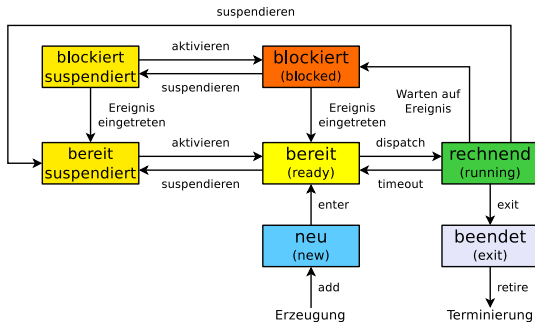 suspendieren
blockiert
suspendiert
aktivieren
suspendieren
blockiert
(blocked)
Ereignis
eingetreten
Ereignis
eingetreten
Warten auf
Ereignis
bereit
suspendiert
aktivieren
suspendieren
bereit
(ready)
dispatch
timeout
rechnend
(running)
enter
exit
neu
(new)
beendet
(exit)
add
retire
Erzeugung
Terminierung